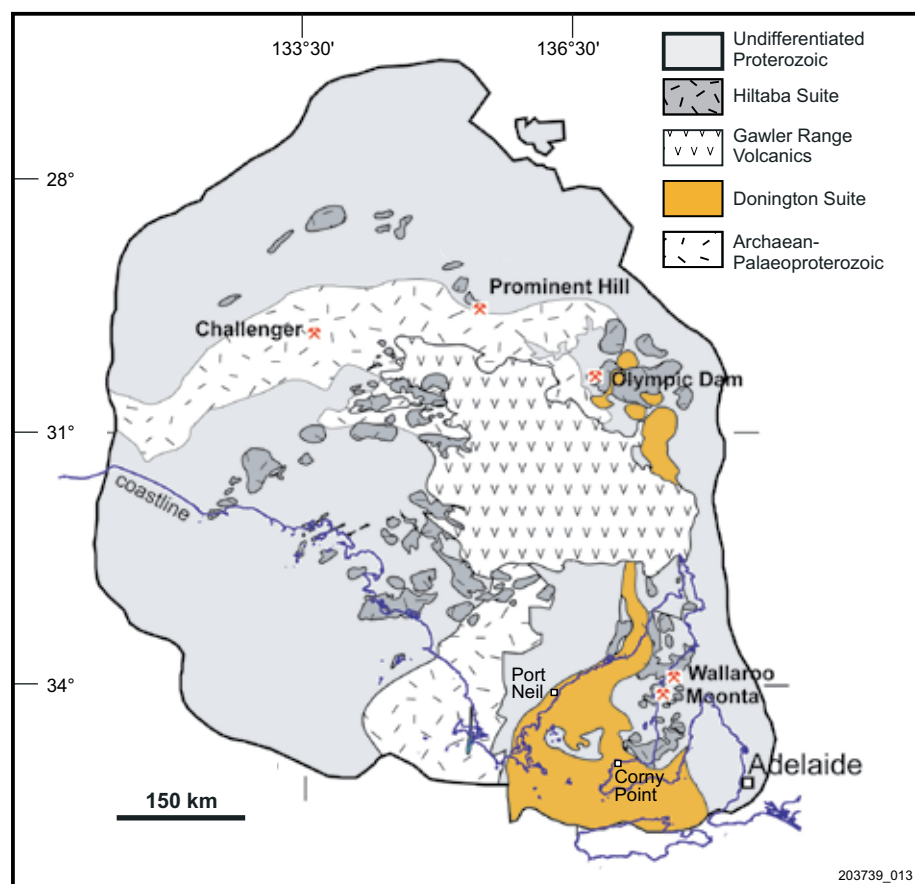 133°30'
136°30'
Undifferentiated
Proterozoic
Hiltaba Suite
Gawler Range
Volcanics
Donington Suite
Archaean-
Palaeoproterozoic
28°
Prominent Hill
Challenger
Olympic Dam
31°
coastline
34°
Port
Neil
Wallaroo
Moonta
Adelaide
Corny
Point
150 km
203739_013